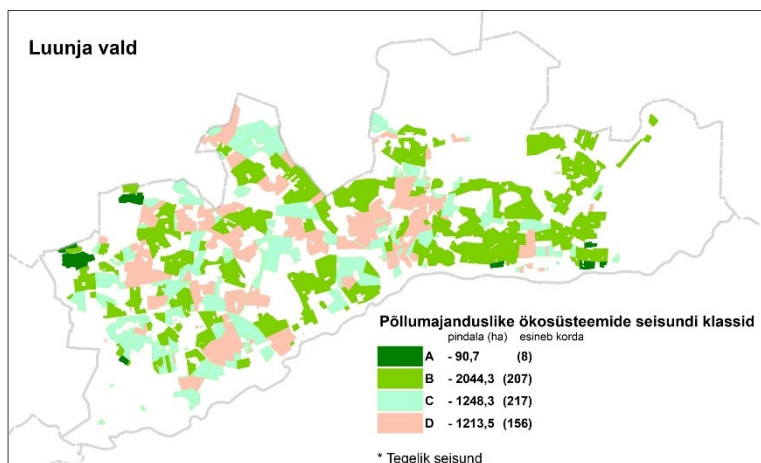 Luunja vald
Põllumajanduslike ökosüsteemide seisundi klassid
pindala (ha) esineb korda
A - 90,7 (8)
B - 2044,3 (207)
C - 1248,3 (217)
D - 1213,5 (156)
* Tegelik seisund